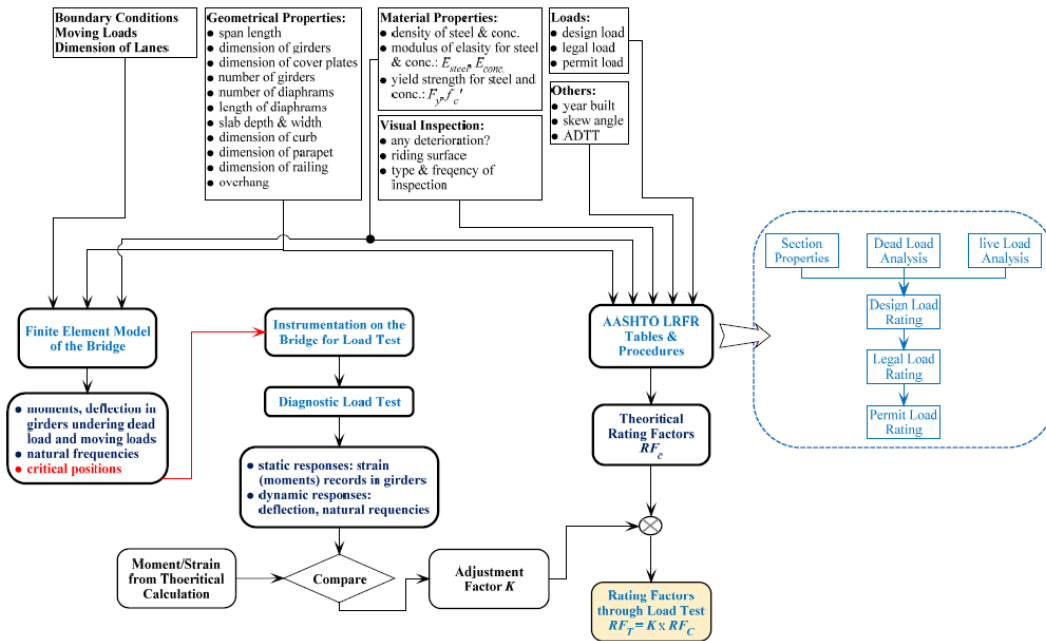 Boundary Conditions
Moving Loads
Dimension of Lanes
Geometrical Properties:
● span length
● dimension of girders
● dimension of cover plates
● number of girders
● number of diaphrams
● length of diaphrams
● slab depth & width
● dimension of curb
● dimension of parapet
● dimension of railing
● overhang
Material Properties:
● density of steel & conc.
● modulus of elasity for steel
& conc.: E_steel, E_conc.
● yield strength for steel and
conc.: F_y, f_c'
Visual Inspection:
● any deterioration?
● riding surface
● type & freqency of
inspection
Loads:
● design load
● legal load
● permit load
Others:
● year built
● skew angle
● ADTT
Finite Element Model
of the Bridge
● moments, deflection in
girders undering dead
load and moving loads
● natural frequencies
● critical positions
Instrumentation on the
Bridge for Load Test
Diagnostic Load Test
● static responses: strain
(moments) records in girders
● dynamic responses:
deflection, natural requencies
Moment/Strain
from Thoeritical
Calculation
Compare
Adjustment
Factor K
AASHTO LRFR
Tables &
Procedures
Theoritical
Rating Factors
RF_c
Rating Factors
through Load Test
RF_T = K x RF_C
Section
Properties
Dead Load
Analysis
live Load
Analysis
Design Load
Rating
Legal Load
Rating
Permit Load
Rating